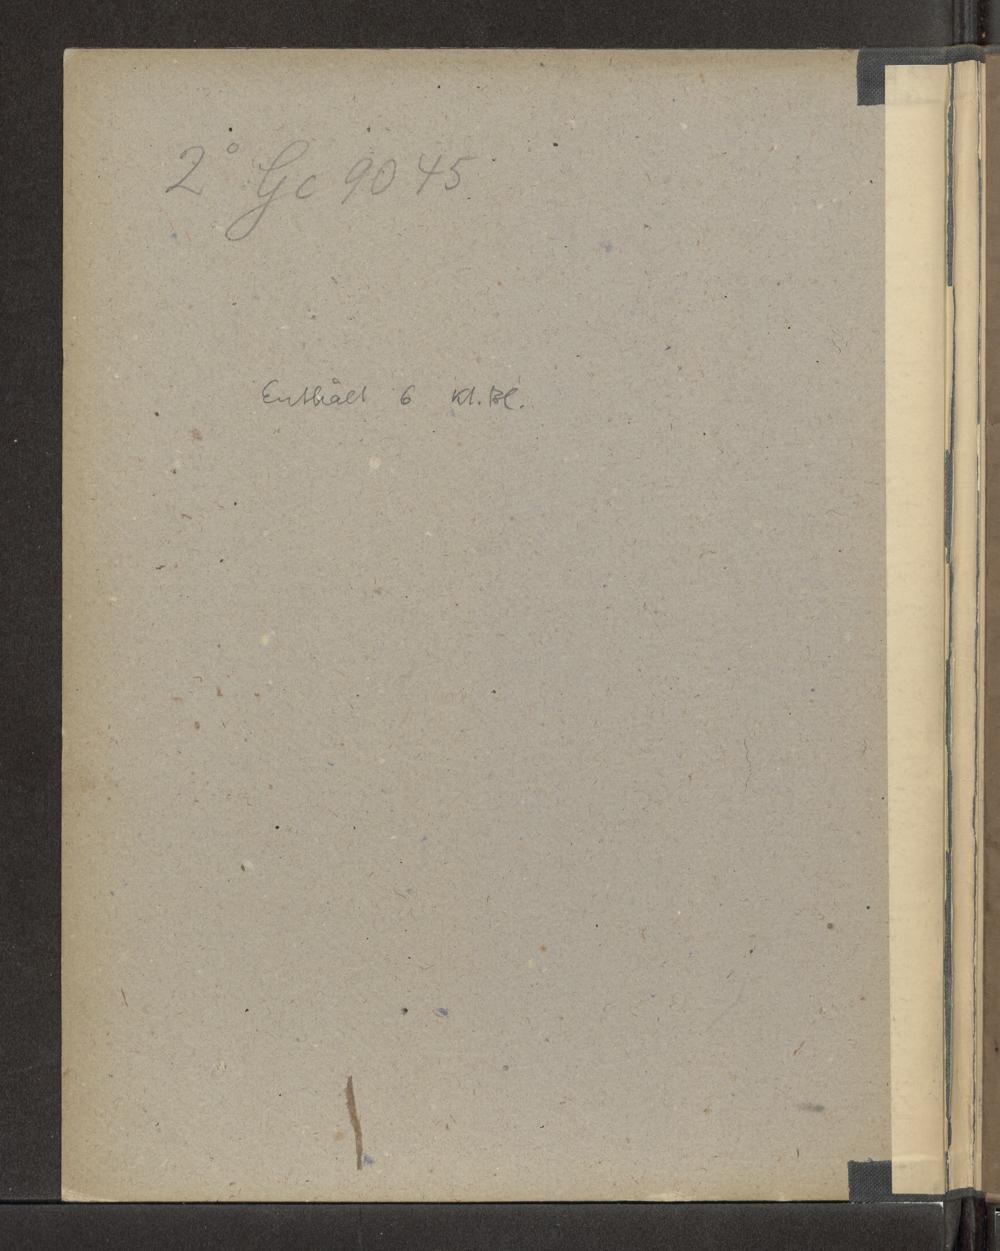 2° Gc 9045
Enthält 6 Kl. Bl.